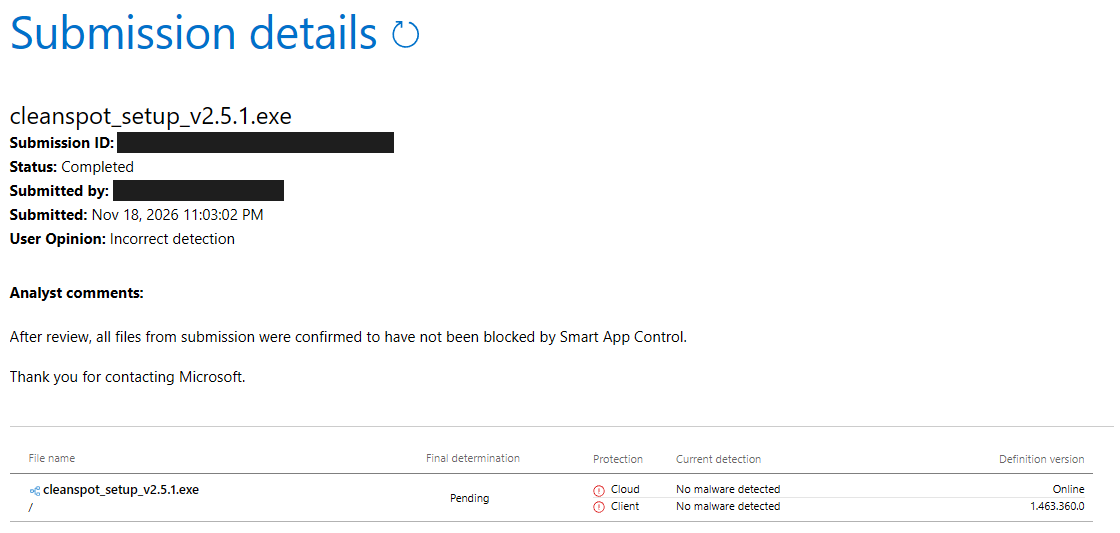 Submission details
cleanspot_setup_v2.5.1.exe
Submission ID:
Status: Completed
Submitted by:
Submitted: Nov 18, 2026 11:03:02 PM
User Opinion: Incorrect detection
Analyst comments:
After review, all files from submission were confirmed to have not been blocked by Smart App Control.
Thank you for contacting Microsoft.
File name Final determination Protection Current detection Definition version
cleanspot_setup_v2.5.1.exe Pending Cloud No malware detected Online
/ Client No malware detected 1.463.360.0